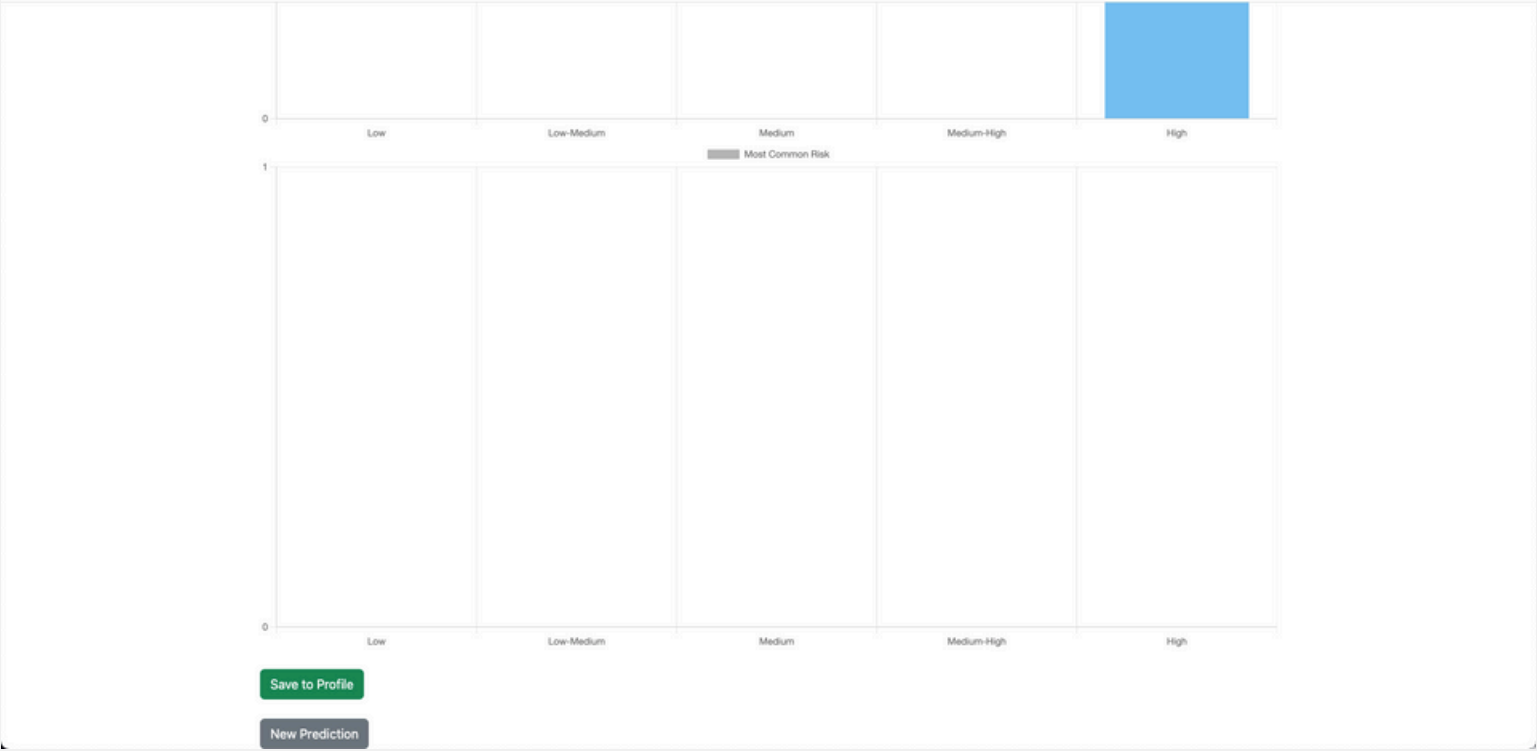 0
Low Low-Medium Medium Medium-High High
Most Common Risk
1
0
Low Low-Medium Medium Medium-High High
Save to Profile
New Prediction